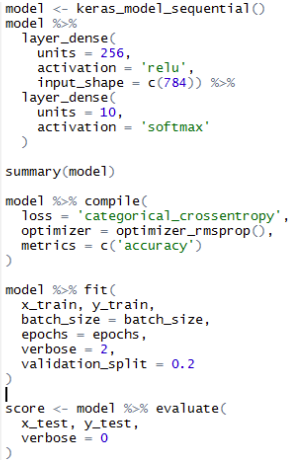 model <- keras_model_sequential()
model %>%
  layer_dense(
    units = 256,
    activation = 'relu',
    input_shape = c(784)) %>%
  layer_dense(
    units = 10,
    activation = 'softmax'
  )
summary(model)
model %>% compile(
  loss = 'categorical_crossentropy',
  optimizer = optimizer_rmsprop(),
  metrics = c('accuracy')
)
model %>% fit(
  x_train, y_train,
  batch_size = batch_size,
  epochs = epochs,
  verbose = 2,
  validation_split = 0.2
)
score <- model %>% evaluate(
  x_test, y_test,
  verbose = 0
)